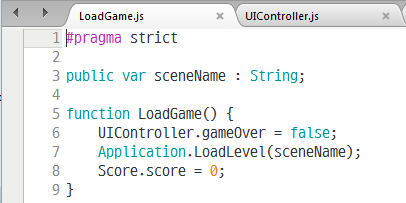 LoadGame.js × UIController.js ×
1 #pragma strict
2
3 public var sceneName : String;
4
5 function LoadGame() {
6     UIController.gameOver = false;
7     Application.LoadLevel(sceneName);
8     Score.score = 0;
9 }